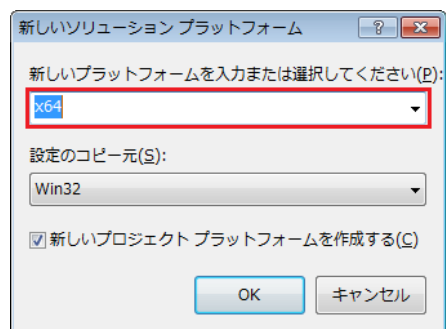 新しいソリューション プラットフォーム
新しいプラットフォームを入力または選択してください(P):
x64
設定のコピー元(S):
Win32
新しいプロジェクト プラットフォームを作成する(C)
OK キャンセル